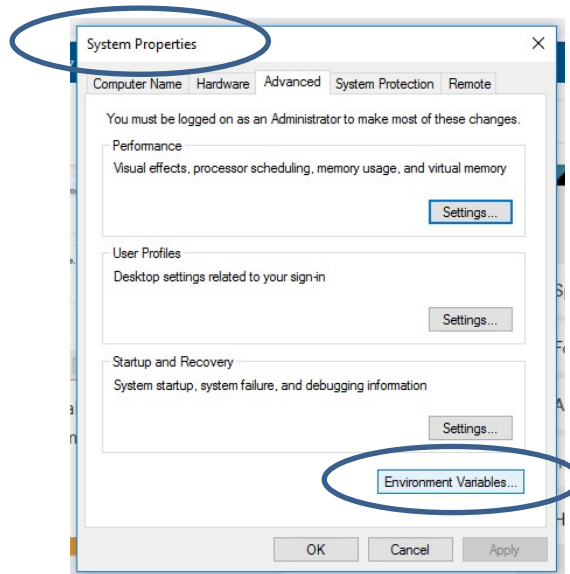 System Properties
Computer Name Hardware Advanced System Protection Remote
You must be logged on as an Administrator to make most of these changes.
Performance
Visual effects, processor scheduling, memory usage, and virtual memory
Settings...
User Profiles
Desktop settings related to your sign-in
Settings...
Startup and Recovery
System startup, system failure, and debugging information
Settings...
Environment Variables...
OK Cancel Apply